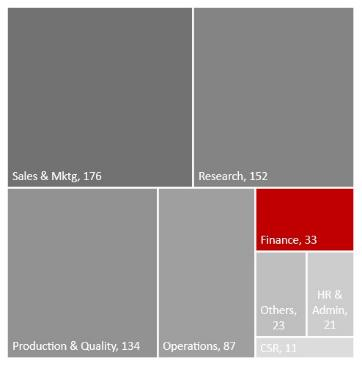 Sales & Mktg, 176
Research, 152
Production & Quality, 134
Operations, 87
Finance, 33
Others,
23
HR &
Admin,
21
CSR, 11